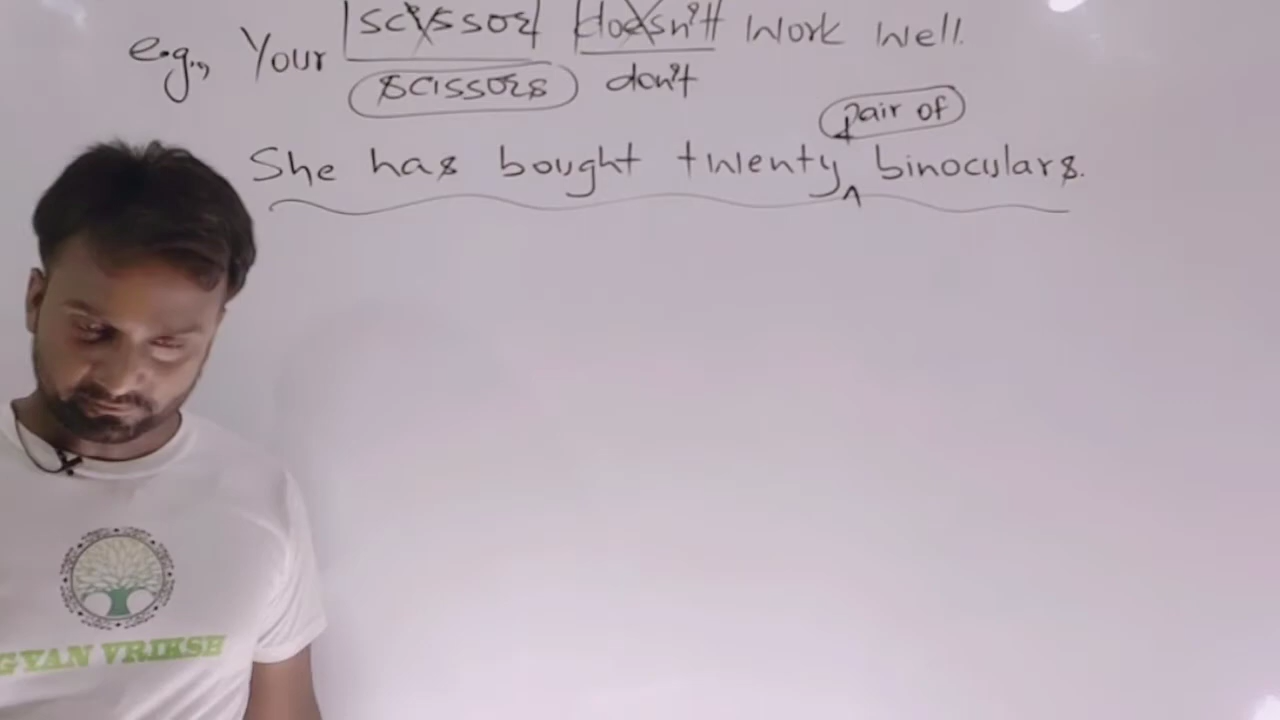 e.g., Your scissor doesn't work well.
scissors don't
pair of
She has bought twenty ^ binoculars.
GYAN VRIKSH